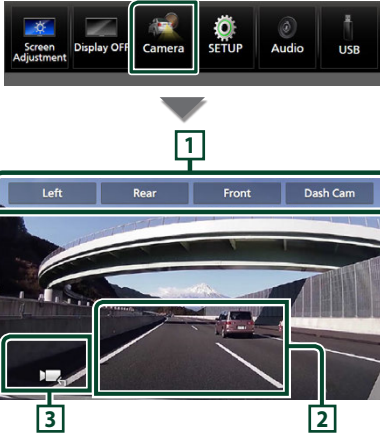 Screen
Adjustment
Display OFF
Camera
SETUP
Audio
USB
1
Left
Rear
Front
Dash Cam
3
2